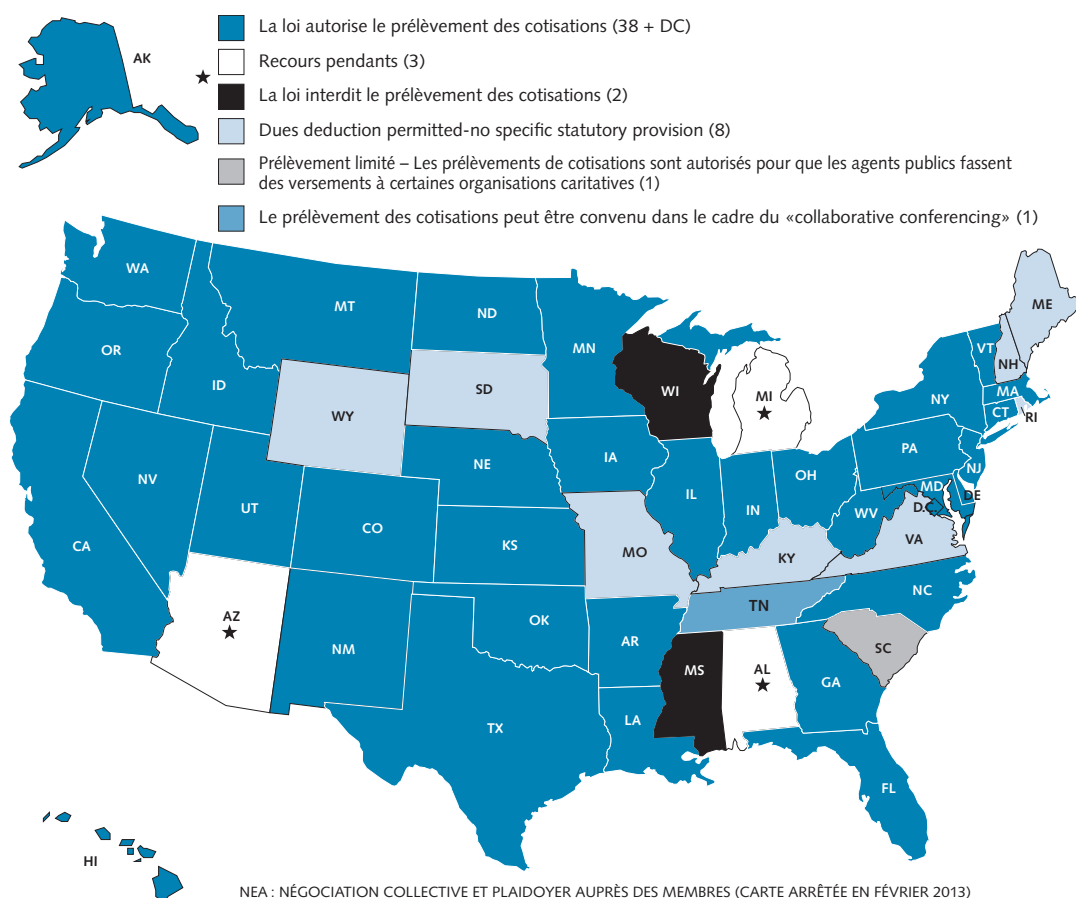 La loi autorise le prélèvement des cotisations (38 + DC)
AK
Recours pendants (3)
La loi interdit le prélèvement des cotisations (2)
Dues deduction permitted-no specific statutory provision (8)
Prélèvement limité – Les prélèvements de cotisations sont autorisés pour que les agents publics fassent
des versements à certaines organisations caritatives (1)
Le prélèvement des cotisations peut être convenu dans le cadre du «collaborative conferencing» (1)
WA
MT
ND
MN
ME
OR
ID
WY
SD
WI
MI
VT
NH
NY
MA
CT
RI
NV
UT
NE
IA
IL
IN
OH
PA
NJ
MD
DE
D.C.
WV
VA
CA
CO
KS
MO
KY
AZ
NM
OK
AR
TN
NC
MS
AL
GA
SC
TX
LA
FL
HI
NEA : NÉGOCIATION COLLECTIVE ET PLAIDOYER AUPRÈS DES MEMBRES (CARTE ARRÊTÉE EN FÉVRIER 2013)